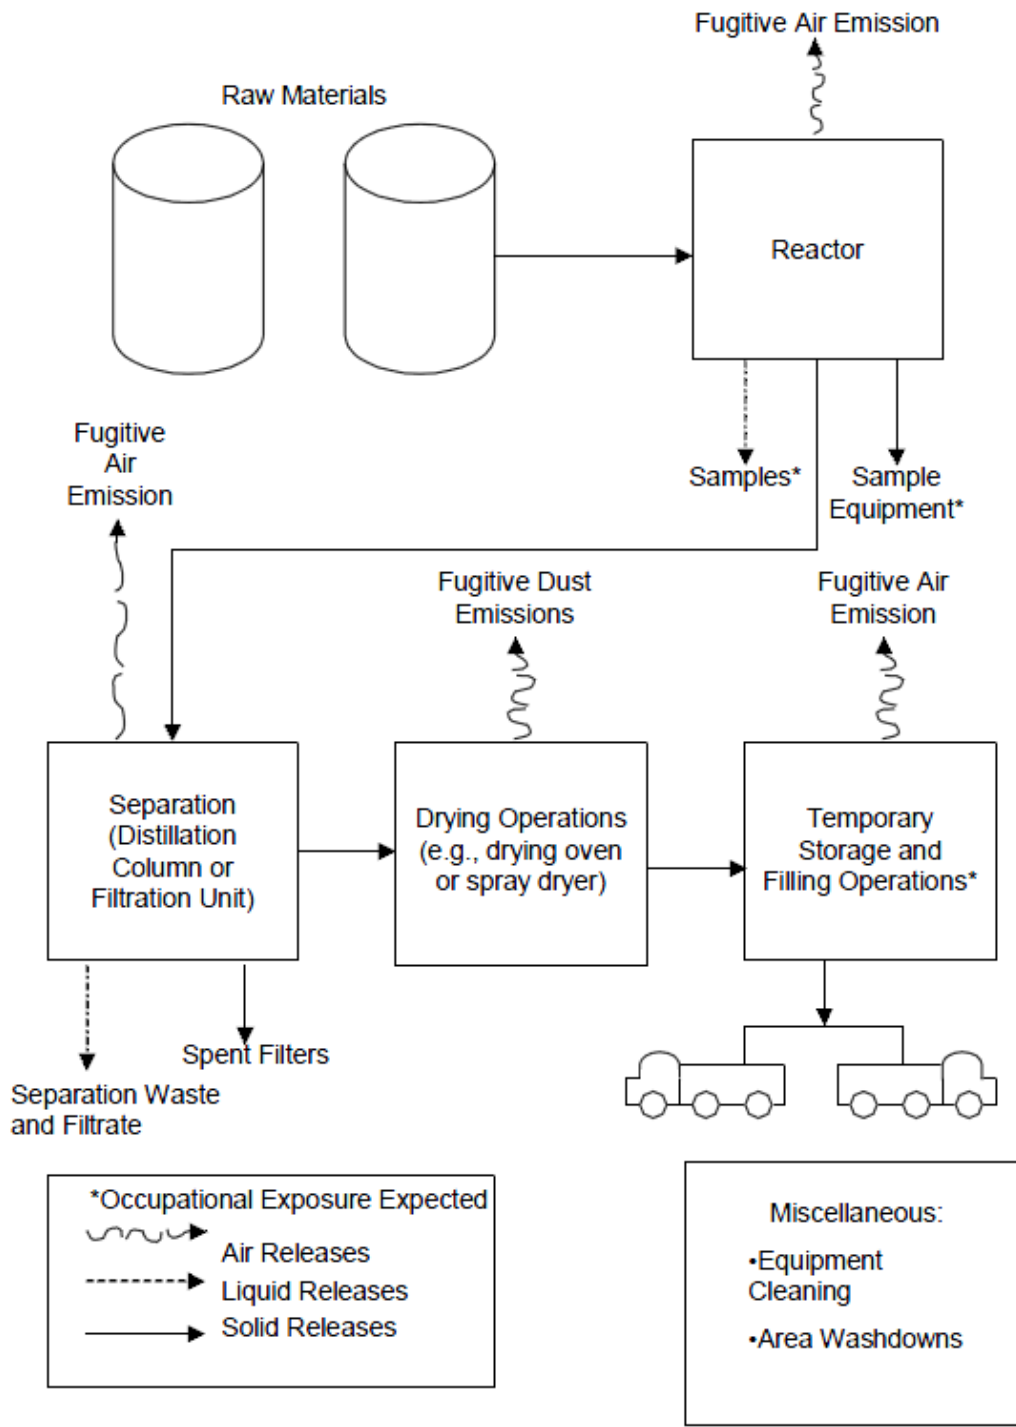 Fugitive Air Emission
Raw Materials
Reactor
Samples*
Sample
Equipment*
Fugitive
Air
Emission
Fugitive Dust
Emissions
Fugitive Air
Emission
Separation
(Distillation
Column or
Filtration Unit)
Drying Operations
(e.g., drying oven
or spray dryer)
Temporary
Storage and
Filling Operations*
Spent Filters
Separation Waste
and Filtrate
*Occupational Exposure Expected
Air Releases
Liquid Releases
Solid Releases
Miscellaneous:
•Equipment
Cleaning
•Area Washdowns